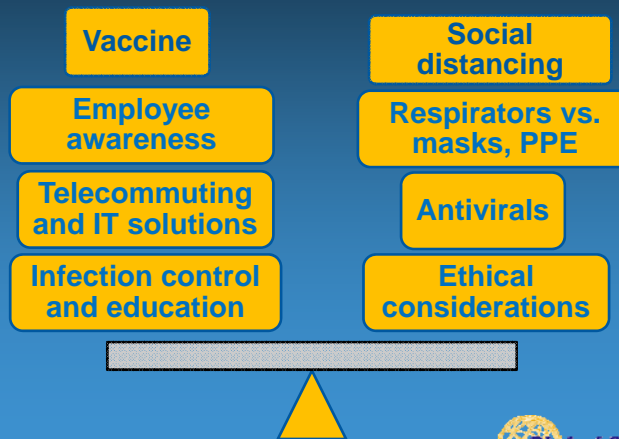 Vaccine
Employee
awareness
Telecommuting
and IT solutions
Infection control
and education
Social
distancing
Respirators vs.
masks, PPE
Antivirals
Ethical
considerations